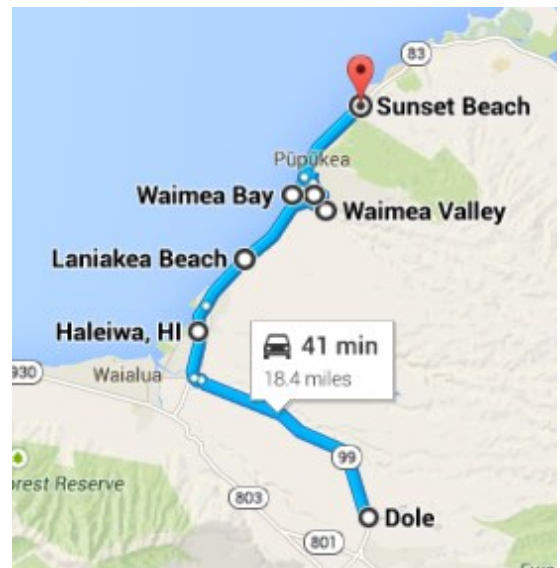 83
Sunset Beach
Pūpūkea
Waimea Bay
Waimea Valley
Laniakea Beach
Haleiwa, HI
41 min
18.4 miles
930
Waialua
99
orest Reserve
803
Dole
801